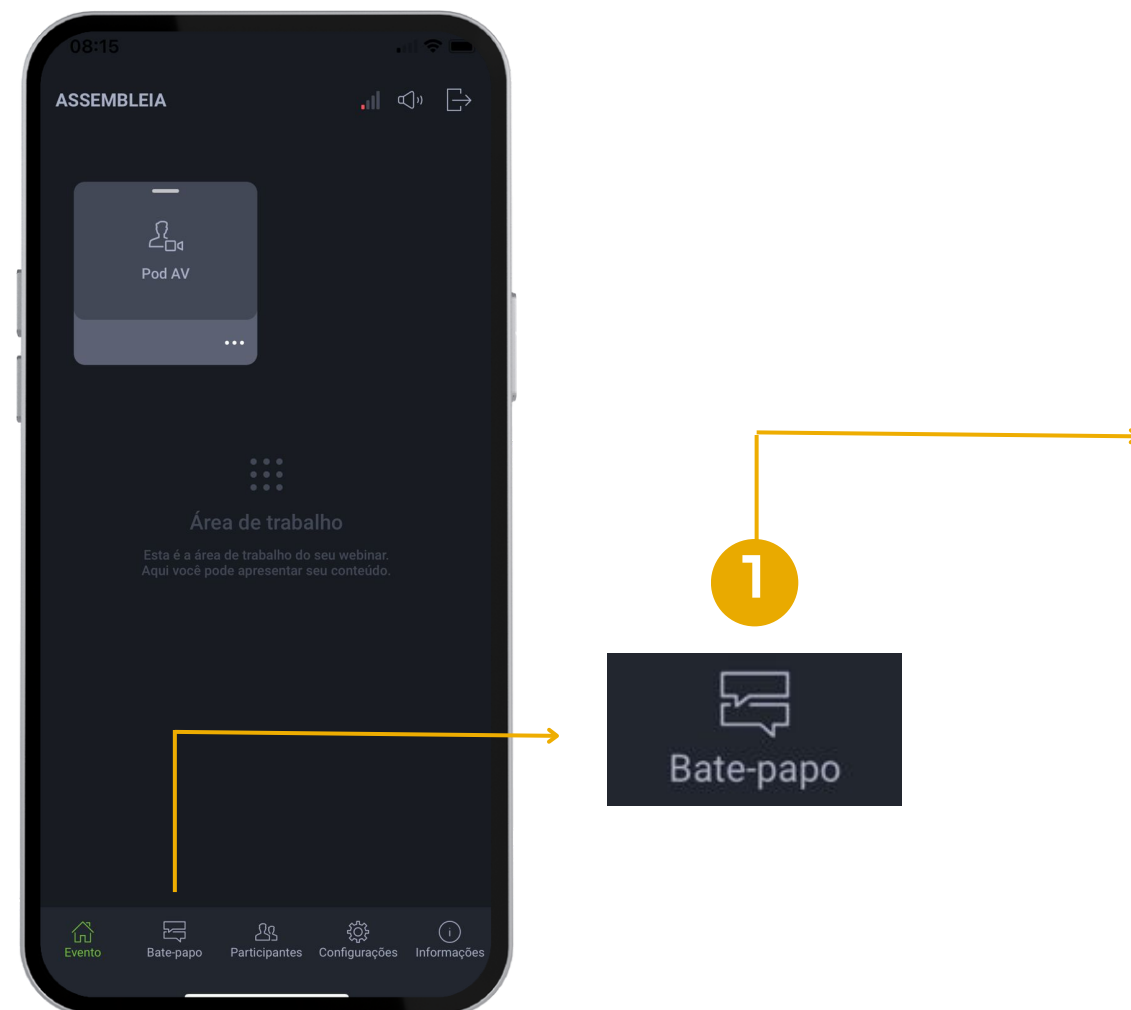 08:15
ASSEMBLEIA
Pod AV
Área de trabalho
Esta é a área de trabalho do seu webinar.
Aqui você pode apresentar seu conteúdo.
1
Bate-papo
Evento
Bate-papo
Participantes
Configurações
Informações